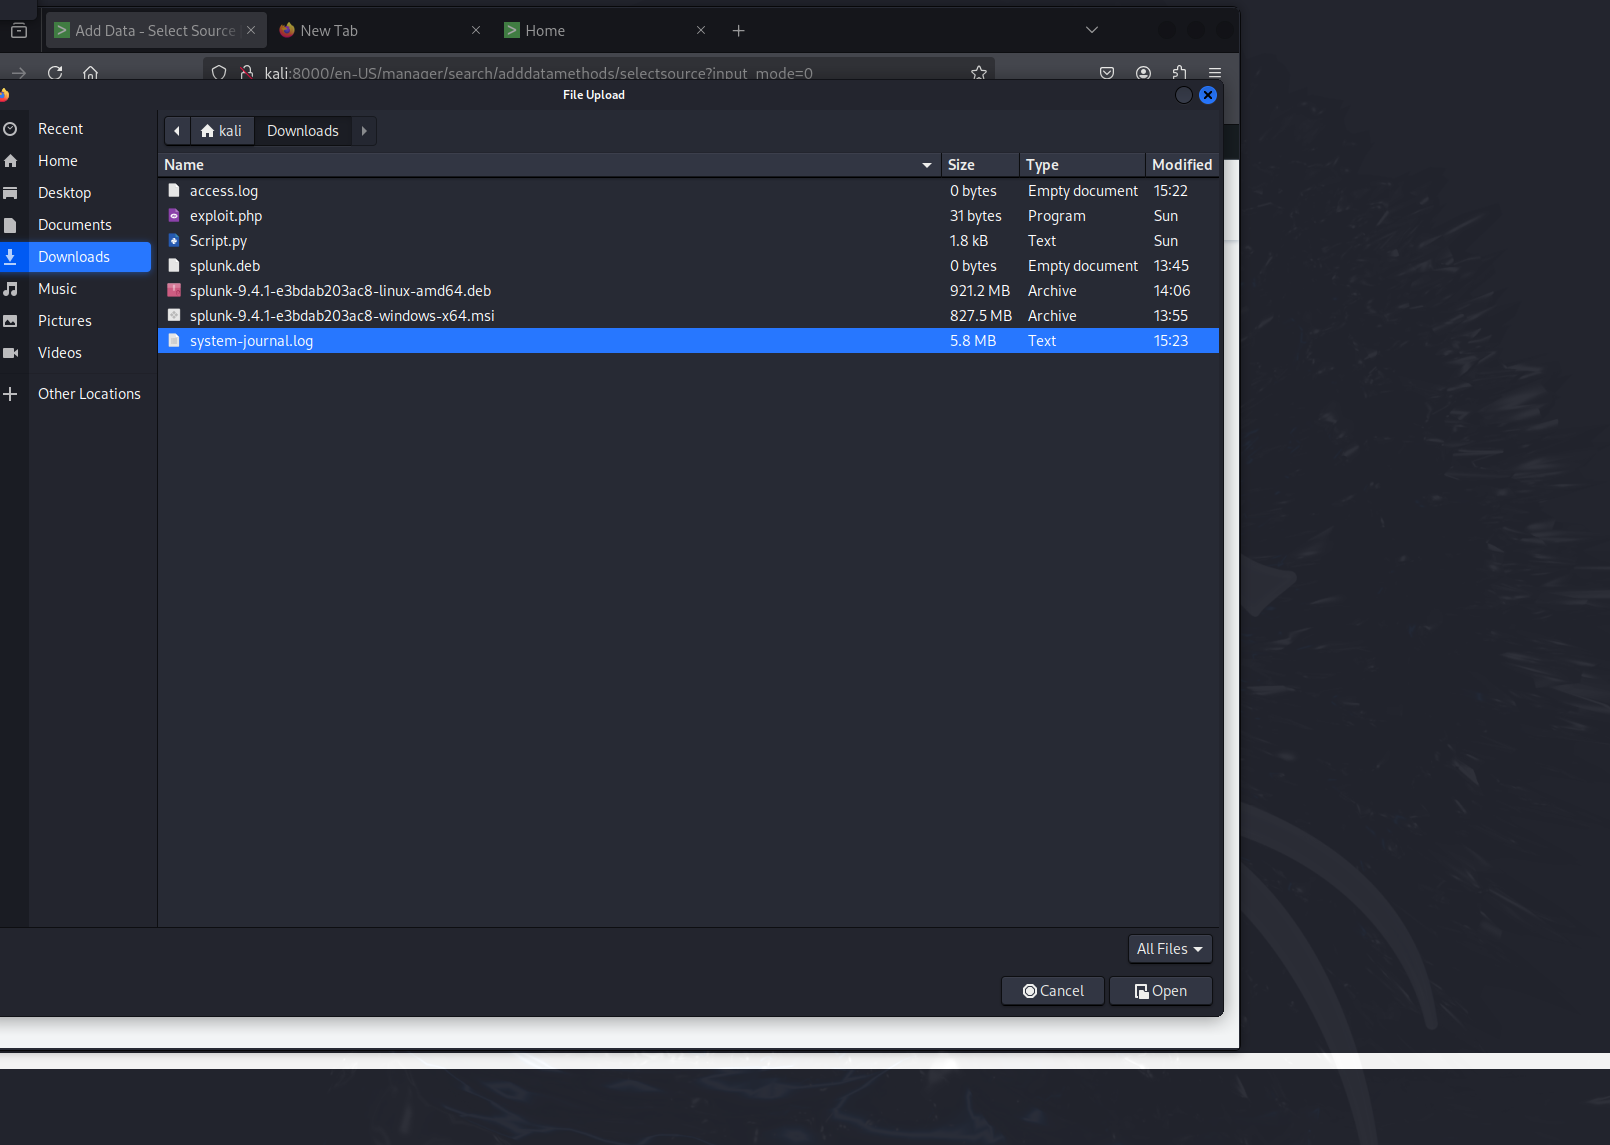 Add Data - Select Source
New Tab
Home
kali:8000/en-US/manager/search/adddatamethods/selectsource?input_mode=0
File Upload
Recent
Home
Desktop
Documents
Downloads
Music
Pictures
Videos
Other Locations
kali Downloads
Name Size Type Modified
access.log 0 bytes Empty document 15:22
exploit.php 31 bytes Program Sun
Script.py 1.8 kB Text Sun
splunk.deb 0 bytes Empty document 13:45
splunk-9.4.1-e3bdab203ac8-linux-amd64.deb 921.2 MB Archive 14:06
splunk-9.4.1-e3bdab203ac8-windows-x64.msi 827.5 MB Archive 13:55
system-journal.log 5.8 MB Text 15:23
All Files
Cancel Open